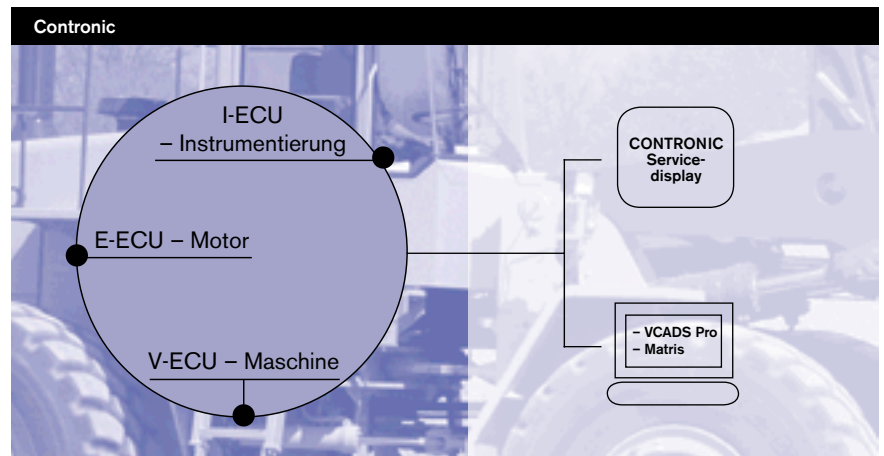 Contronic
I-ECU
– Instrumentierung
E-ECU – Motor
V-ECU – Maschine
CONTRONIC
Service-
display
– VCADS Pro
– Matris